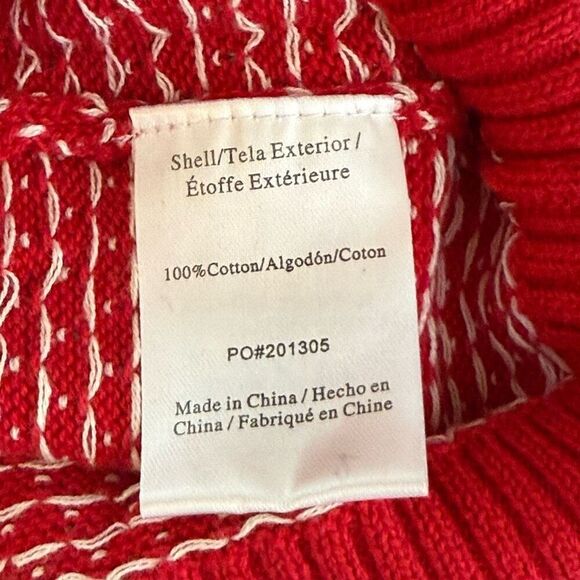 Shell/Tela Exterior/
Étoffe Extérieure
100%Cotton/Algodón/Coton
PO#201305
Made in China / Hecho en
China / Fabriqué en Chine